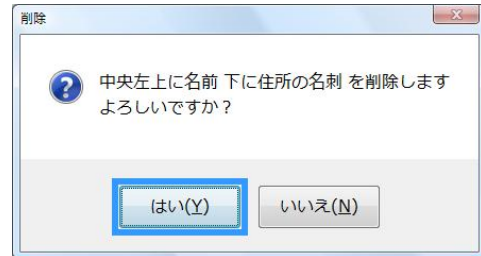 削除
中央左上に名前 下に住所の名刺 を削除します
よろしいですか？
はい(Y)
いいえ(N)